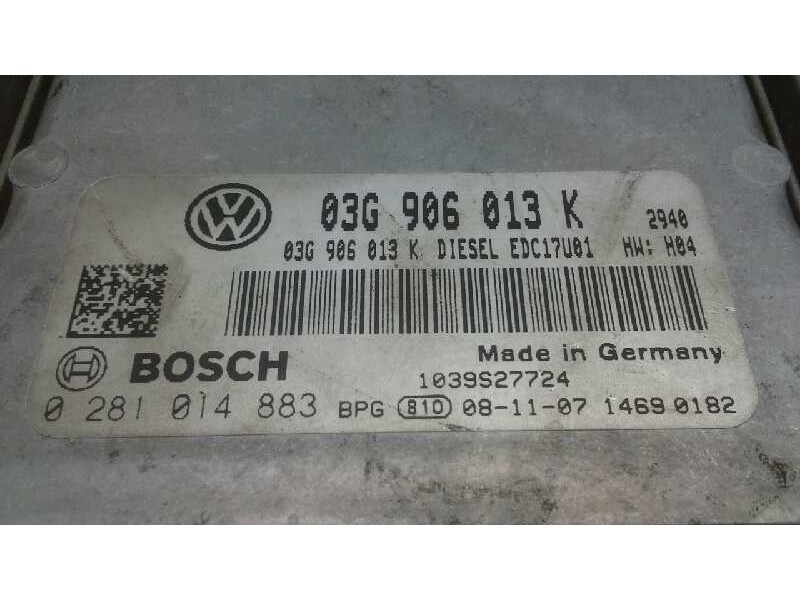 03G 906 013 K 2940
03G 906 013 K DIESEL EDC17U01 HW: H04
BOSCH Made in Germany
1039S27724
0 281 014 883 BPG 810 08-11-07 1469 0182